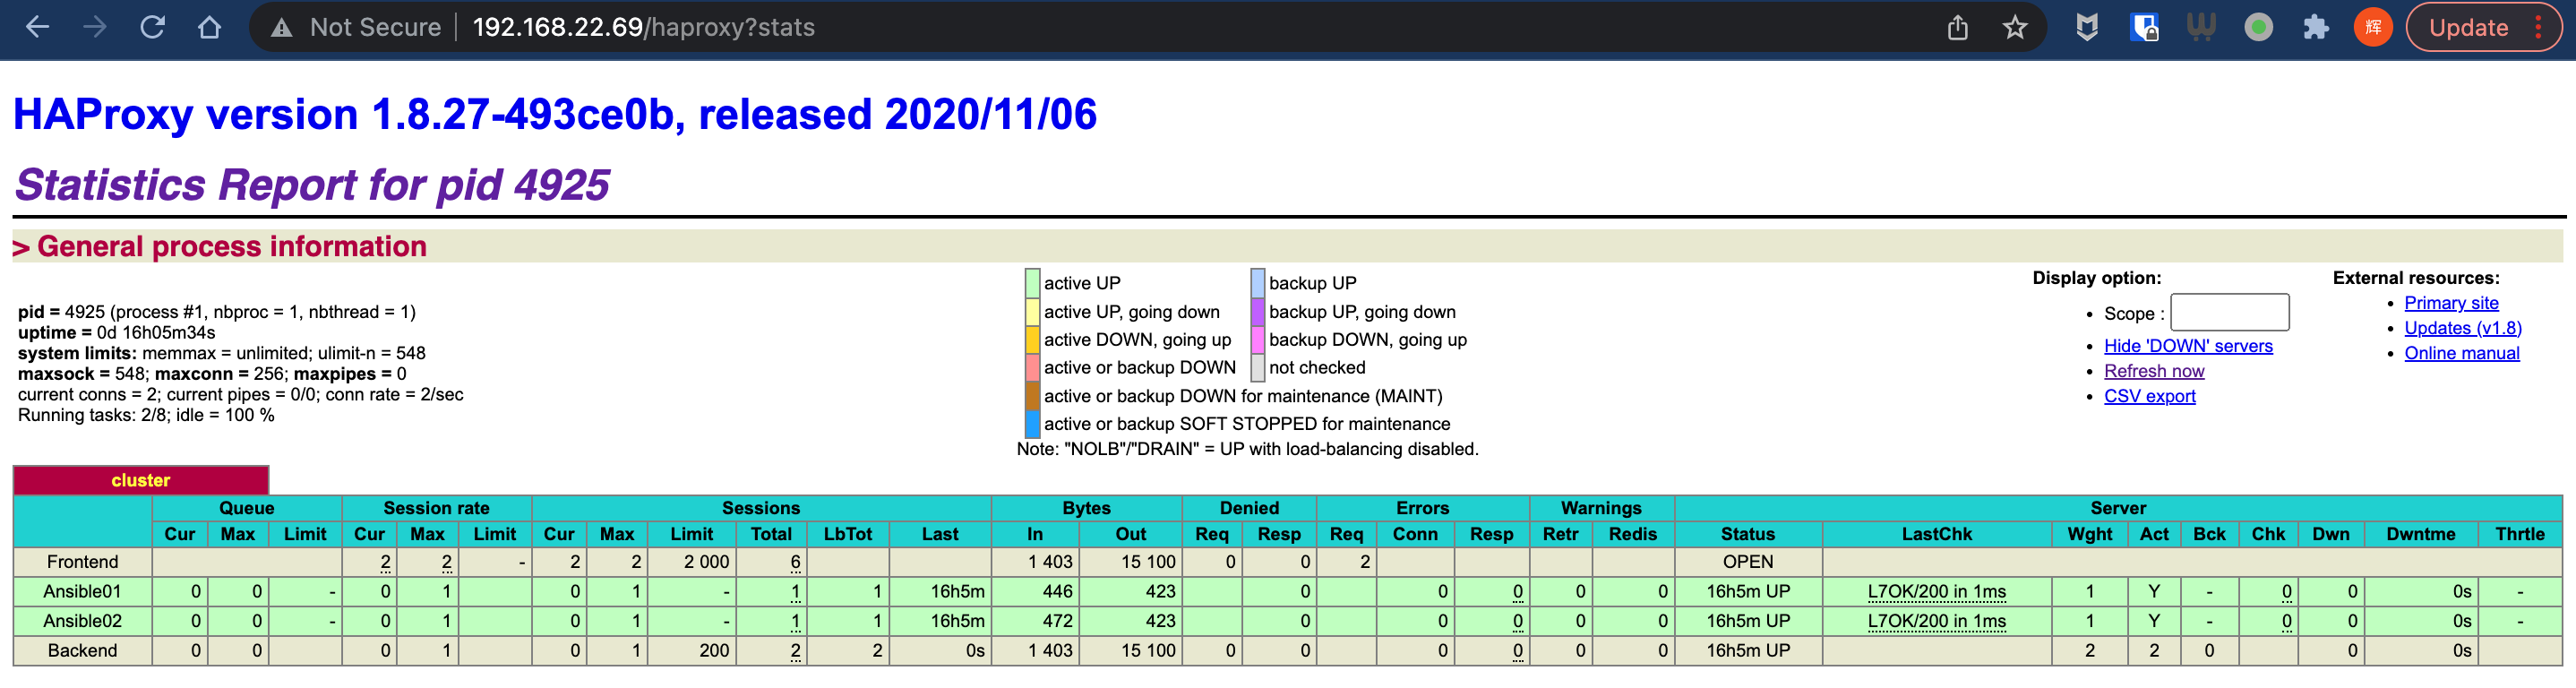 Not Secure 192.168.22.69/haproxy?stats 辉 Update
HAProxy version 1.8.27-493ce0b, released 2020/11/06
Statistics Report for pid 4925
> General process information
pid = 4925 (process #1, nbproc = 1, nbthread = 1)
uptime = 0d 16h05m34s
system limits: memmax = unlimited; ulimit-n = 548
maxsock = 548; maxconn = 256; maxpipes = 0
current conns = 2; current pipes = 0/0; conn rate = 2/sec
Running tasks: 2/8; idle = 100 %
active UP backup UP
active UP, going down backup UP, going down
active DOWN, going up backup DOWN, going up
active or backup DOWN not checked
active or backup DOWN for maintenance (MAINT)
active or backup SOFT STOPPED for maintenance
Note: "NOLB"/"DRAIN" = UP with load-balancing disabled.
Display option:
• Scope :
• Hide 'DOWN' servers
• Refresh now
• CSV export
External resources:
• Primary site
• Updates (v1.8)
• Online manual
cluster
Queue Session rate Sessions Bytes Denied Errors Warnings Server
Cur Max Limit Cur Max Limit Cur Max Limit Total LbTot Last In Out Req Resp Req Conn Resp Retr Redis Status LastChk Wght Act Bck Chk Dwn Dwntme Thrtle
Frontend 2 2 - 2 2 2 000 6 1 403 15 100 0 0 2 OPEN
Ansible01 0 0 - 0 1 0 1 - 1 1 16h5m 446 423 0 0 0 0 0 16h5m UP L7OK/200 in 1ms 1 Y - 0 0 0s -
Ansible02 0 0 - 0 1 0 1 - 1 1 16h5m 472 423 0 0 0 0 0 16h5m UP L7OK/200 in 1ms 1 Y - 0 0 0s -
Backend 0 0 0 1 0 1 200 2 2 0s 1 403 15 100 0 0 0 0 0 0 16h5m UP 2 2 0 0 0s